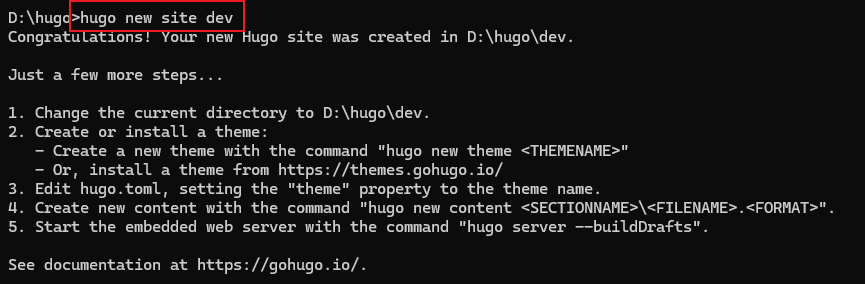 D:\hugo>hugo new site dev
Congratulations! Your new Hugo site was created in D:\hugo\dev.
Just a few more steps...
1. Change the current directory to D:\hugo\dev.
2. Create or install a theme:
- Create a new theme with the command "hugo new theme <THEMENAME>"
- Or, install a theme from https://themes.gohugo.io/
3. Edit hugo.toml, setting the "theme" property to the theme name.
4. Create new content with the command "hugo new content <SECTIONNAME>\<FILENAME>.<FORMAT>".
5. Start the embedded web server with the command "hugo server --buildDrafts".
See documentation at https://gohugo.io/.